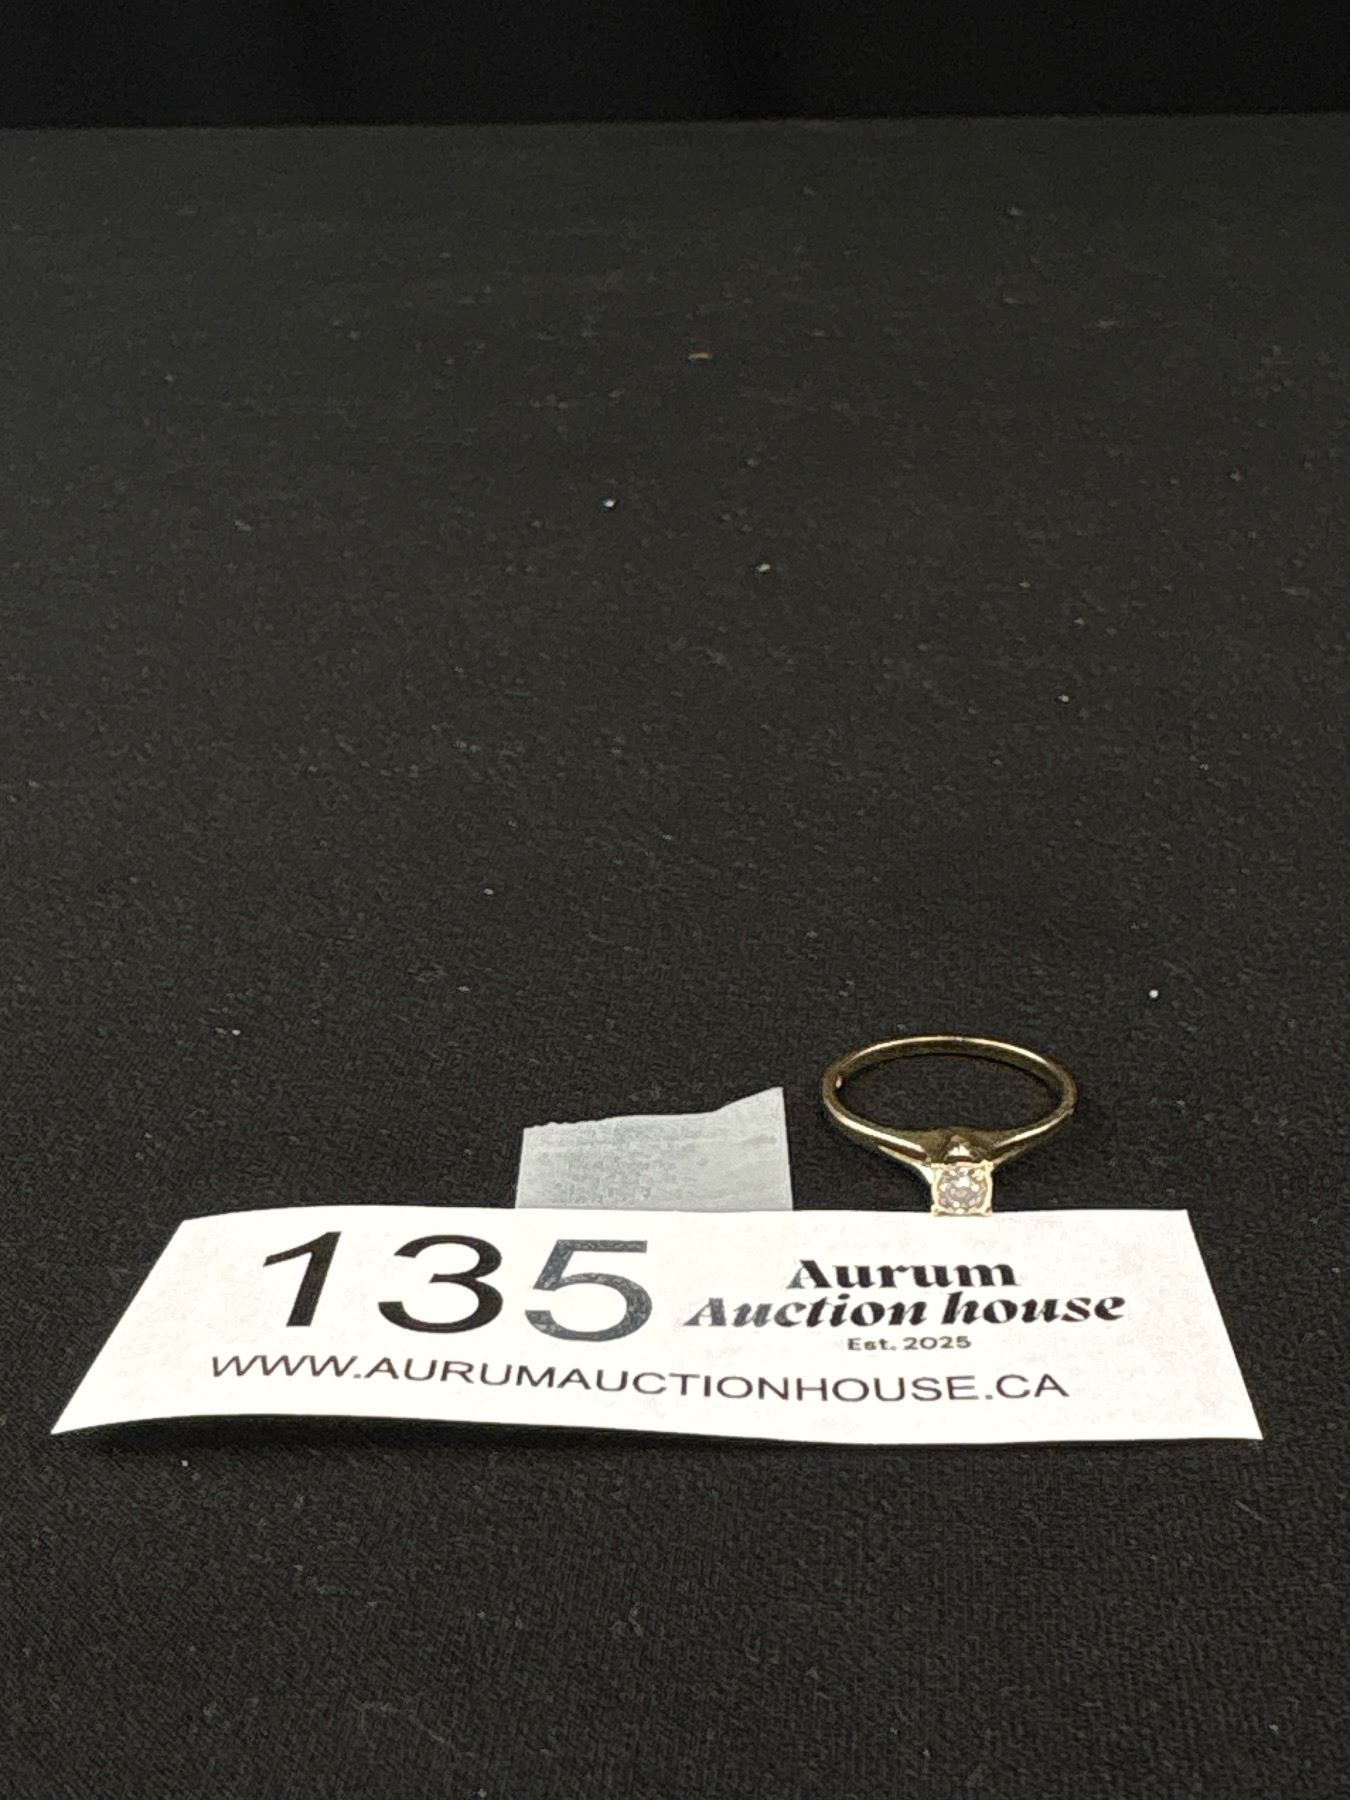 135
Aurum
Auction house
Est. 2025
WWW.AURUMAUCTIONHOUSE.CA